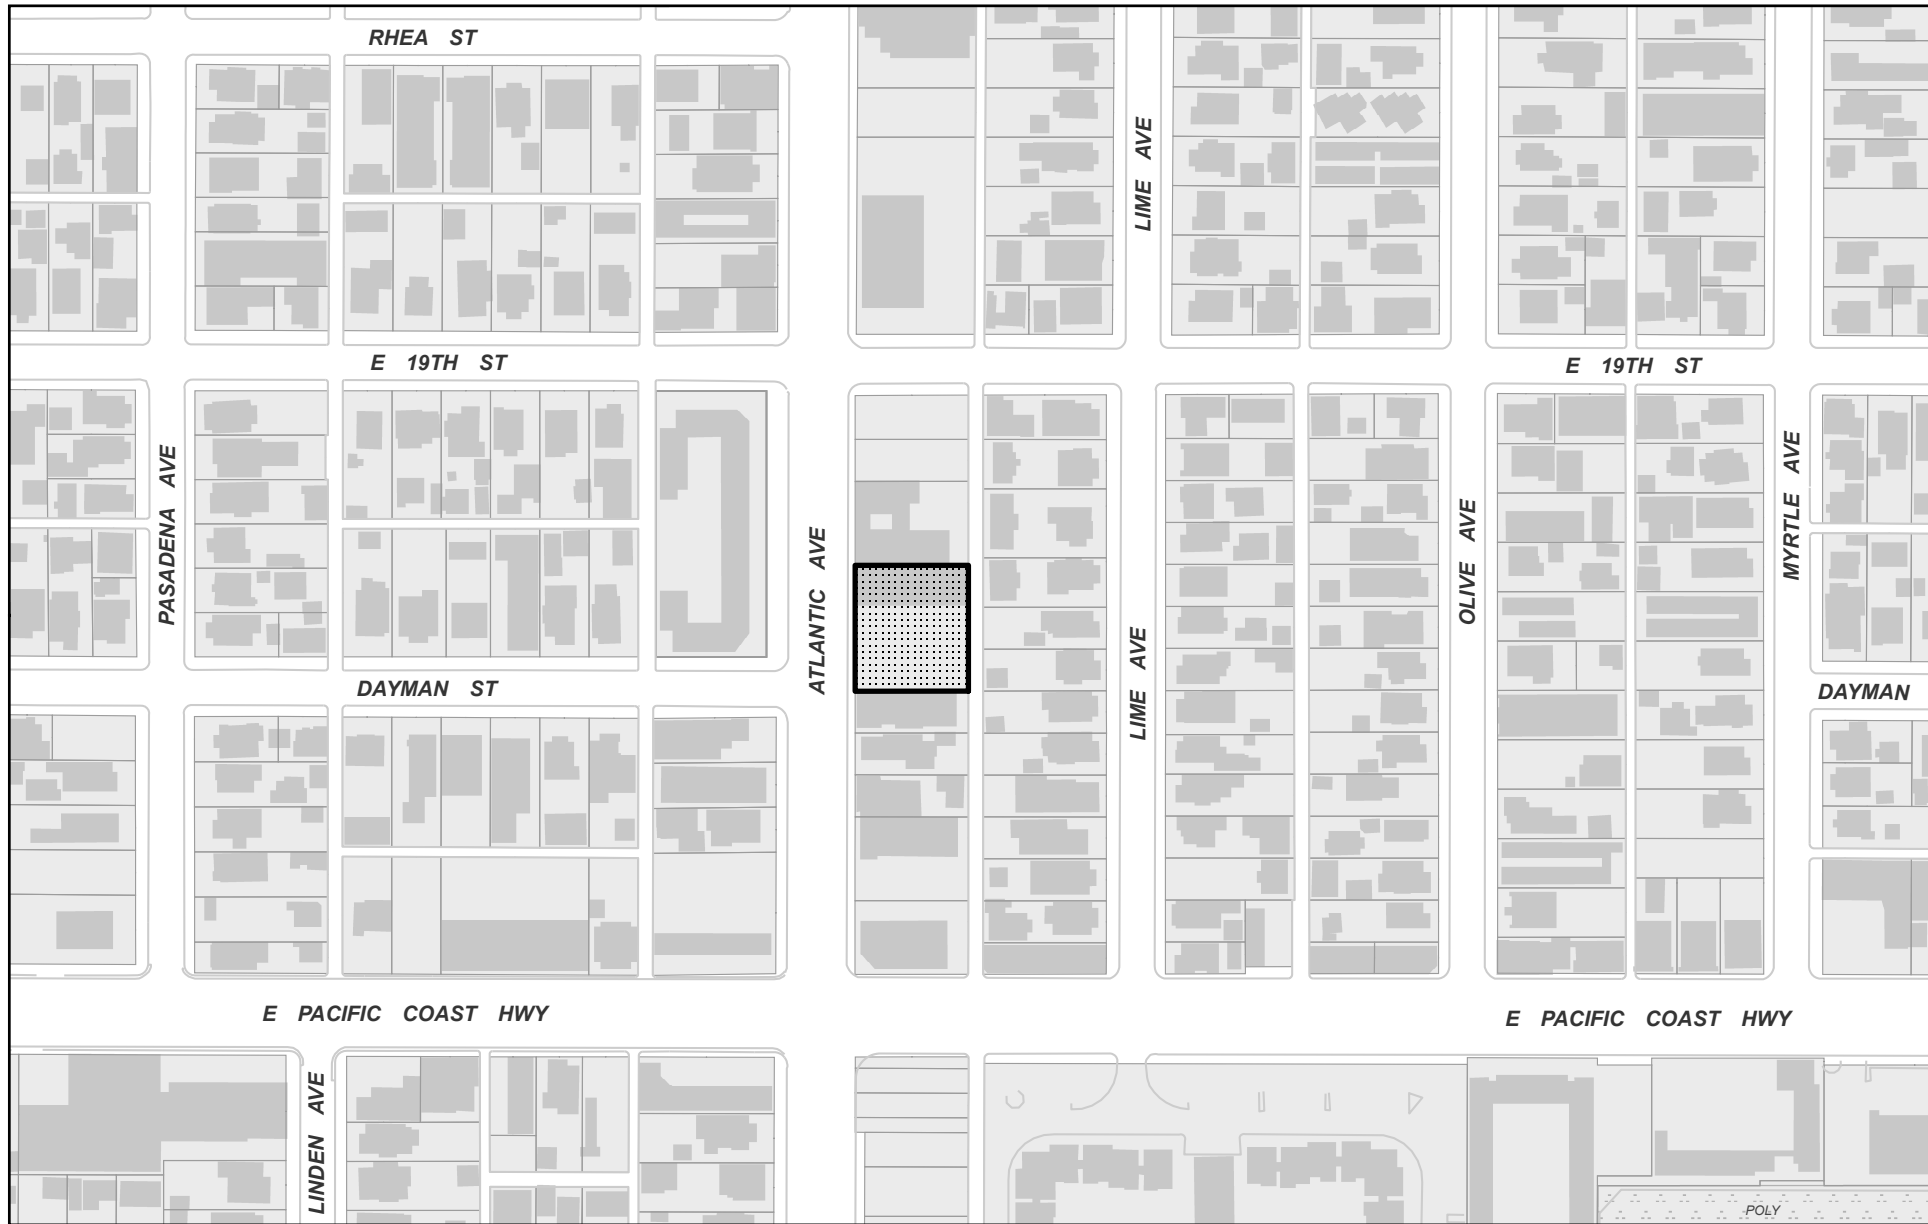 RHEA ST
LIME AVE
E 19TH ST
E 19TH ST
PASADENA AVE
ATLANTIC AVE
LIME AVE
OLIVE AVE
MYRTLE AVE
DAYMAN ST
DAYMAN
E PACIFIC COAST HWY
E PACIFIC COAST HWY
LINDEN AVE
POLY